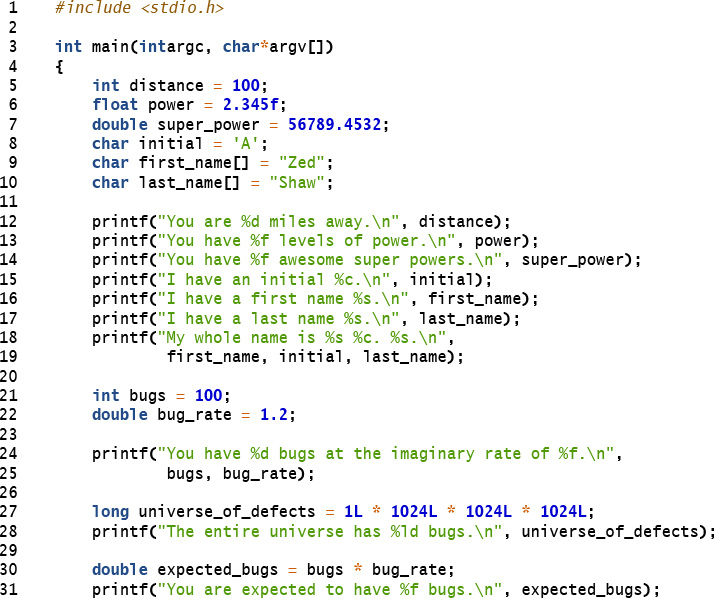 1 #include <stdio.h>
2
3 int main(intargc, char*argv[])
4 {
5 int distance = 100;
6 float power = 2.345f;
7 double super_power = 56789.4532;
8 char initial = 'A';
9 char first_name[] = "Zed";
10 char last_name[] = "Shaw";
11
12 printf("You are %d miles away.\n", distance);
13 printf("You have %f levels of power.\n", power);
14 printf("You have %f awesome super powers.\n", super_power);
15 printf("I have an initial %c.\n", initial);
16 printf("I have a first name %s.\n", first_name);
17 printf("I have a last name %s.\n", last_name);
18 printf("My whole name is %s %c. %s.\n",
19 first_name, initial, last_name);
20
21 int bugs = 100;
22 double bug_rate = 1.2;
23
24 printf("You have %d bugs at the imaginary rate of %f.\n",
25 bugs, bug_rate);
26
27 long universe_of_defects = 1L * 1024L * 1024L * 1024L;
28 printf("The entire universe has %ld bugs.\n", universe_of_defects);
29
30 double expected_bugs = bugs * bug_rate;
31 printf("You are expected to have %f bugs.\n", expected_bugs);